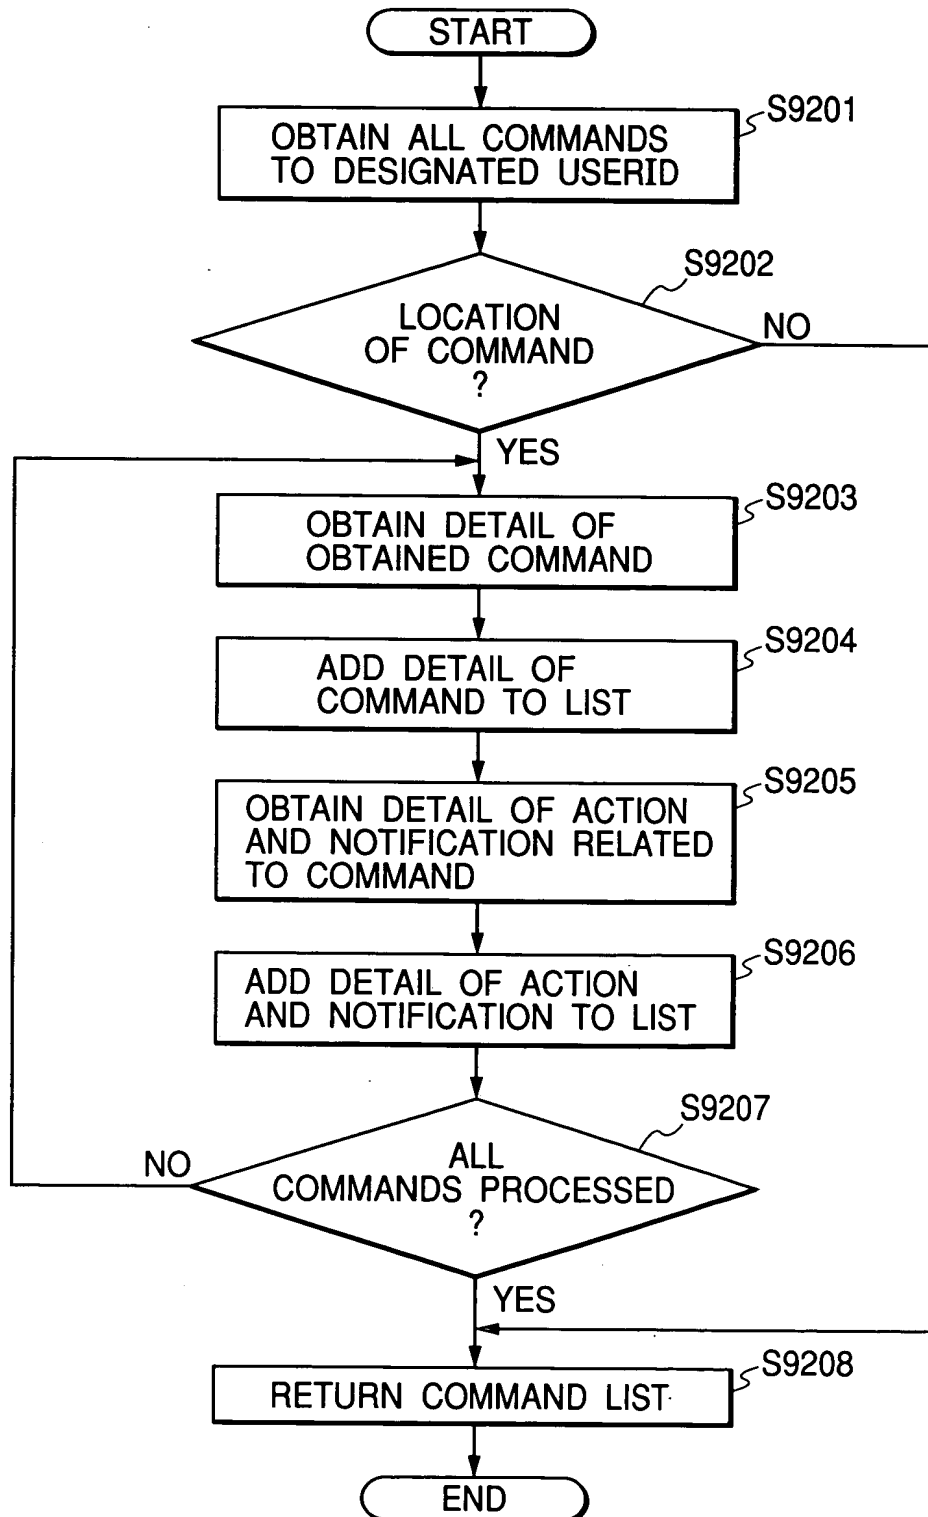 START
S9201
OBTAIN ALL COMMANDS
TO DESIGNATED USERID
S9202
LOCATION
OF COMMAND
?
NO
YES
S9203
OBTAIN DETAIL OF
OBTAINED COMMAND
S9204
ADD DETAIL OF
COMMAND TO LIST
S9205
OBTAIN DETAIL OF ACTION
AND NOTIFICATION RELATED
TO COMMAND
S9206
ADD DETAIL OF ACTION
AND NOTIFICATION TO LIST
S9207
ALL
COMMANDS PROCESSED
?
NO
YES
S9208
RETURN COMMAND LIST
END